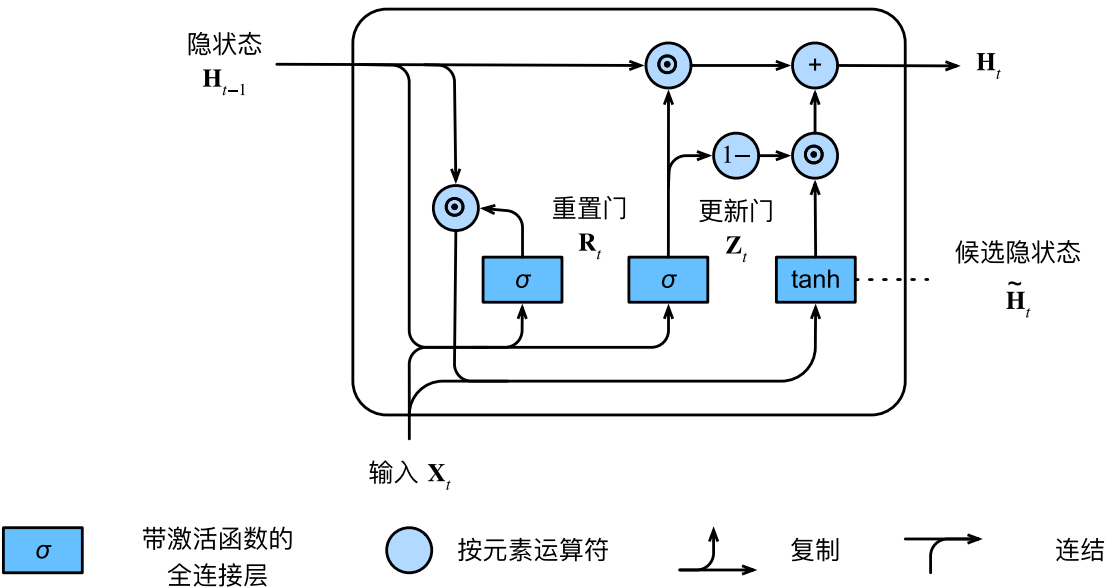 隐状态
H_{t−1}
⊙
+
H_t
1−
⊙
⊙
重置门
R_t
更新门
Z_t
σ
σ
tanh
候选隐状态
H̃_t
输入 X_t
σ
带激活函数的
全连接层
按元素运算符
复制
连结